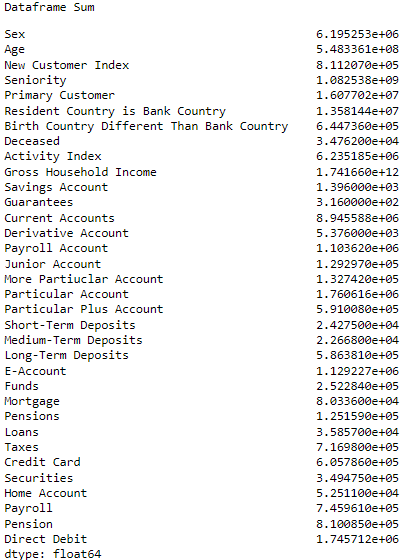 Dataframe Sum
Sex 6.195253e+06
Age 5.483361e+08
New Customer Index 8.112070e+05
Seniority 1.082538e+09
Primary Customer 1.607702e+07
Resident Country is Bank Country 1.358144e+07
Birth Country Different Than Bank Country 6.447360e+05
Deceased 3.476200e+04
Activity Index 6.235185e+06
Gross Household Income 1.741660e+12
Savings Account 1.396000e+03
Guarantees 3.160000e+02
Current Accounts 8.945588e+06
Derivative Account 5.376000e+03
Payroll Account 1.103620e+06
Junior Account 1.292970e+05
More Partiuclar Account 1.327420e+05
Particular Account 1.760616e+06
Particular Plus Account 5.910080e+05
Short-Term Deposits 2.427500e+04
Medium-Term Deposits 2.266800e+04
Long-Term Deposits 5.863810e+05
E-Account 1.129227e+06
Funds 2.522840e+05
Mortgage 8.033600e+04
Pensions 1.251590e+05
Loans 3.585700e+04
Taxes 7.169800e+05
Credit Card 6.057860e+05
Securities 3.494750e+05
Home Account 5.251100e+04
Payroll 7.459610e+05
Pension 8.100850e+05
Direct Debit 1.745712e+06
dtype: float64